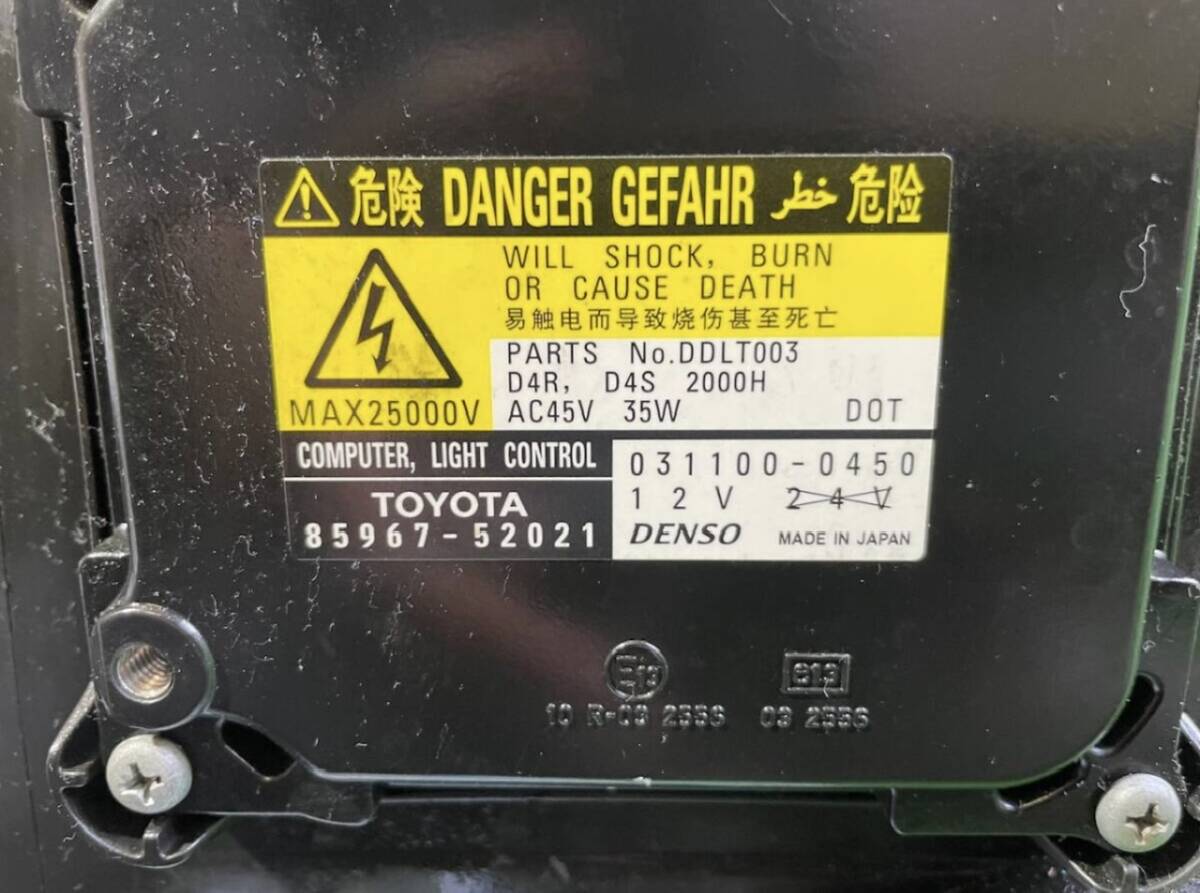 危険 DANGER GEFAHR خطر 危险
WILL SHOCK, BURN
OR CAUSE DEATH
易触电而导致烧伤甚至死亡
MAX25000V
PARTS No.DDLT003
D4R, D4S 2000H
AC45V 35W DOT
COMPUTER, LIGHT CONTROL
TOYOTA
85967-52021
031100-0450
12V 24V
DENSO MADE IN JAPAN
E13
10 R-03 2556 03 2556